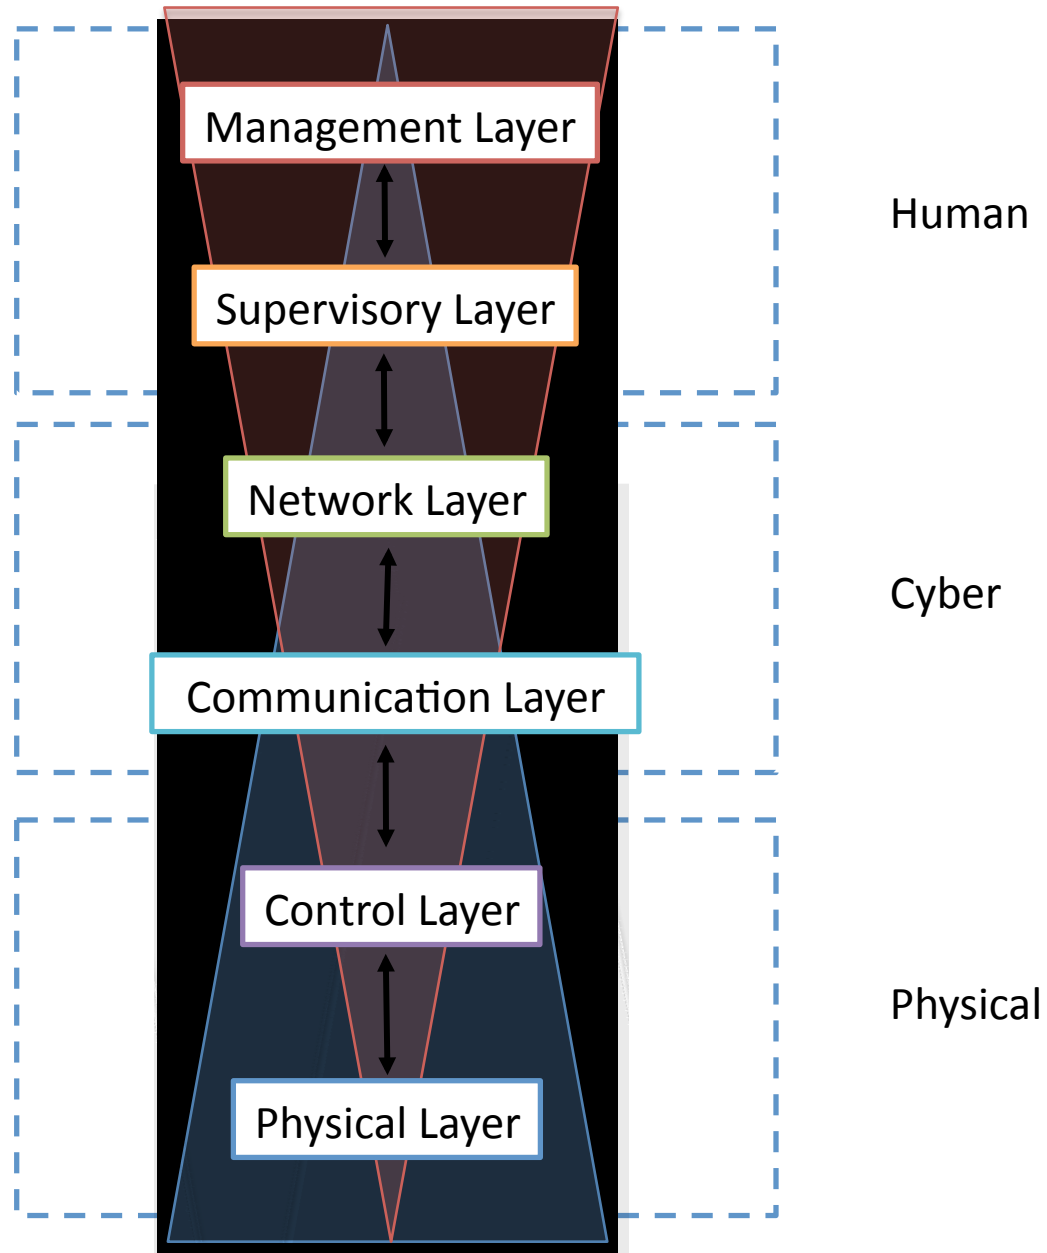 Management Layer
Human
Supervisory Layer
Network Layer
Cyber
Communication Layer
Control Layer
Physical
Physical Layer